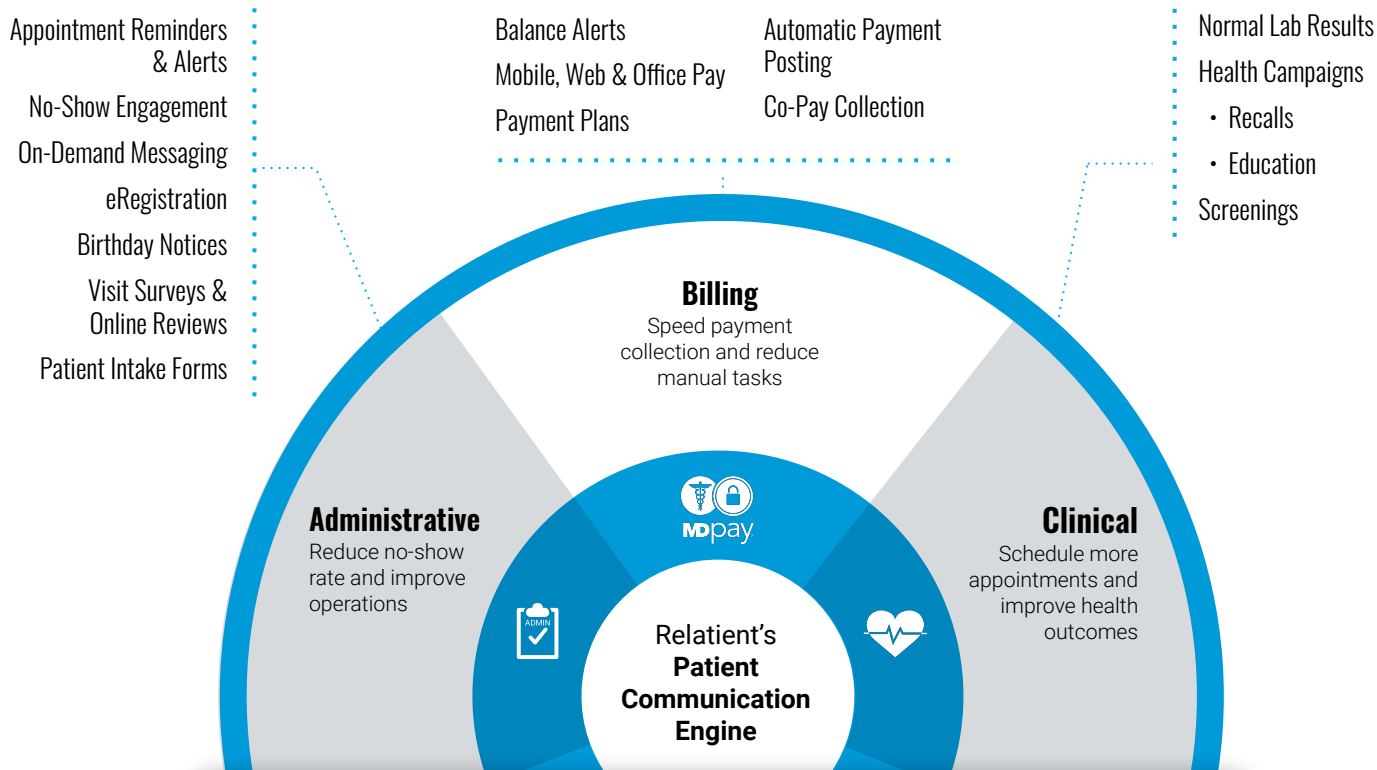 Appointment Reminders
& Alerts
No-Show Engagement
On-Demand Messaging
eRegistration
Birthday Notices
Visit Surveys &
Online Reviews
Patient Intake Forms
Balance Alerts
Mobile, Web & Office Pay
Payment Plans
Automatic Payment
Posting
Co-Pay Collection
Normal Lab Results
Health Campaigns
• Recalls
• Education
Screenings
Billing
Speed payment
collection and reduce
manual tasks
MDpay
Administrative
Reduce no-show
rate and improve
operations
ADMIN
Clinical
Schedule more
appointments and
improve health
outcomes
Relatient’s
Patient
Communication
Engine